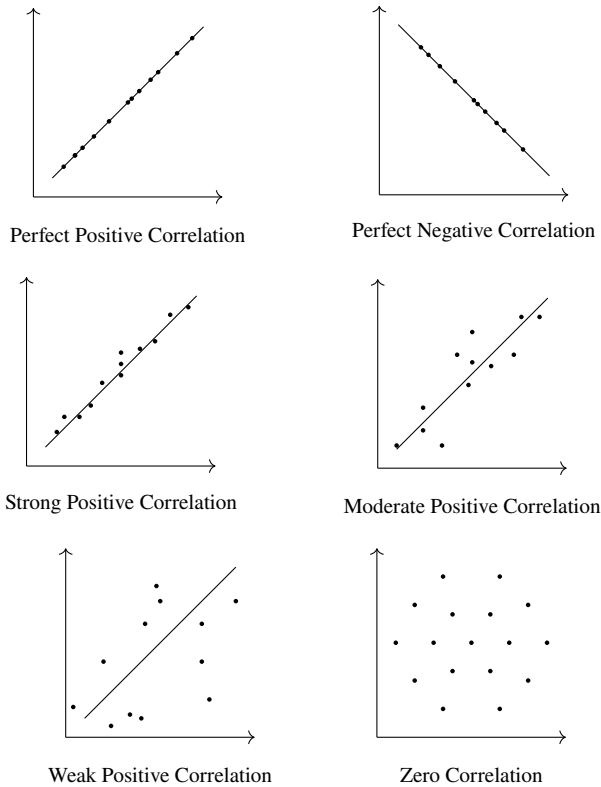 Perfect Positive Correlation
Perfect Negative Correlation
Strong Positive Correlation
Moderate Positive Correlation
Weak Positive Correlation
Zero Correlation